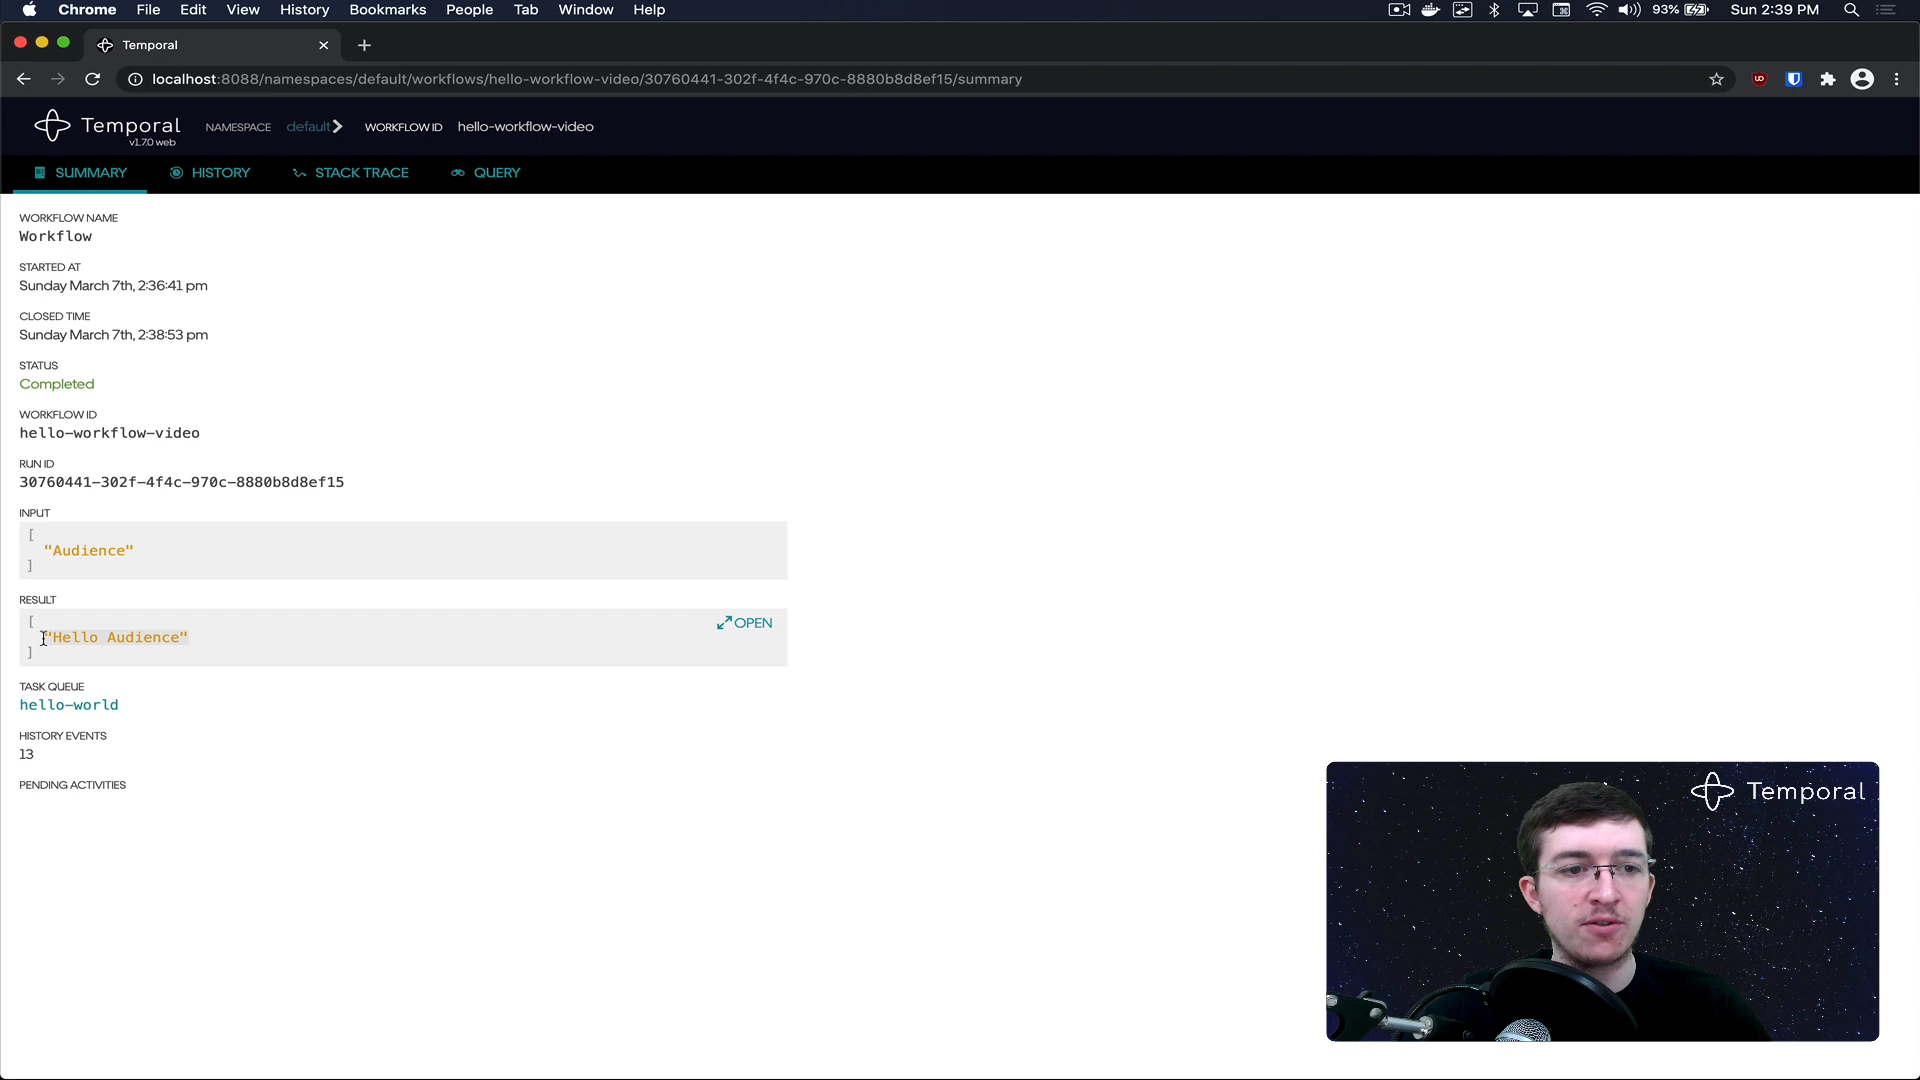 Chrome File Edit View History Bookmarks People Tab Window Help 93% Sun 2:39 PM
Temporal
localhost:8088/namespaces/default/workflows/hello-workflow-video/30760441-302f-4f4c-970c-8880b8d8ef15/summary
Temporal
v1.7.0 web
NAMESPACE default WORKFLOW ID hello-workflow-video
SUMMARY HISTORY STACK TRACE QUERY
WORKFLOW NAME
Workflow
STARTED AT
Sunday March 7th, 2:36:41 pm
CLOSED TIME
Sunday March 7th, 2:38:53 pm
STATUS
Completed
WORKFLOW ID
hello-workflow-video
RUN ID
30760441-302f-4f4c-970c-8880b8d8ef15
INPUT
[
"Audience"
]
RESULT
[
"Hello Audience"
]
OPEN
TASK QUEUE
hello-world
HISTORY EVENTS
13
PENDING ACTIVITIES
Temporal